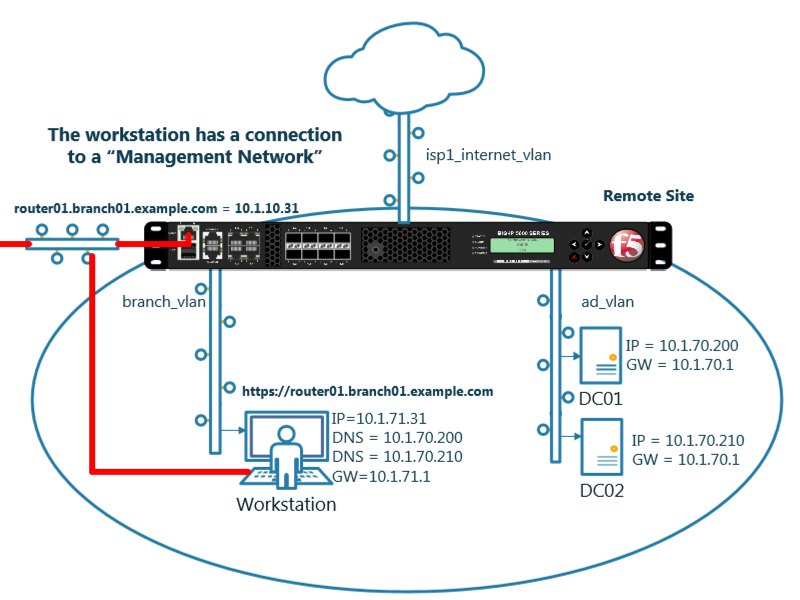 The workstation has a connection
to a “Management Network”
isp1_internet_vlan
Remote Site
router01.branch01.example.com = 10.1.10.31
BIG-IP 5000 SERIES
f5
branch_vlan
ad_vlan
IP = 10.1.70.200
GW = 10.1.70.1
DC01
https://router01.branch01.example.com
IP=10.1.71.31
DNS = 10.1.70.200
DNS = 10.1.70.210
GW=10.1.71.1
Workstation
IP = 10.1.70.210
GW = 10.1.70.1
DC02